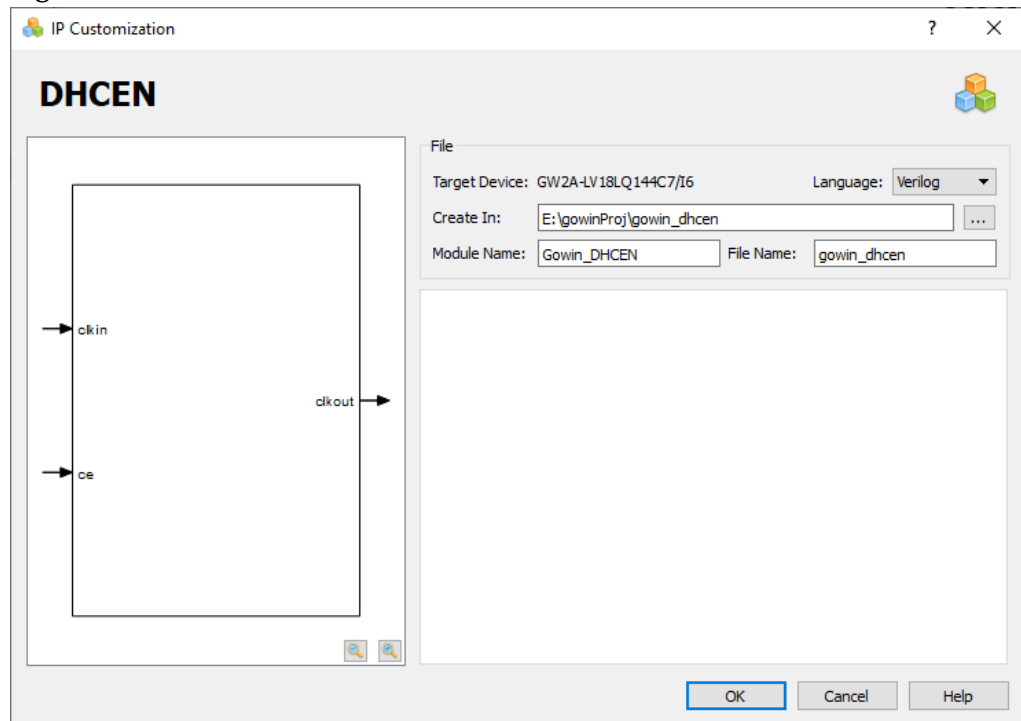 IP Customization
?
DHCEN
File
Target Device: GW2A-LV18LQ144C7/I6 Language: Verilog
Create In: E:\gowinProj\gowin_dhcen ...
Module Name: Gowin_DHCEN File Name: gowin_dhcen
clkin
clkout
ce
OK Cancel Help